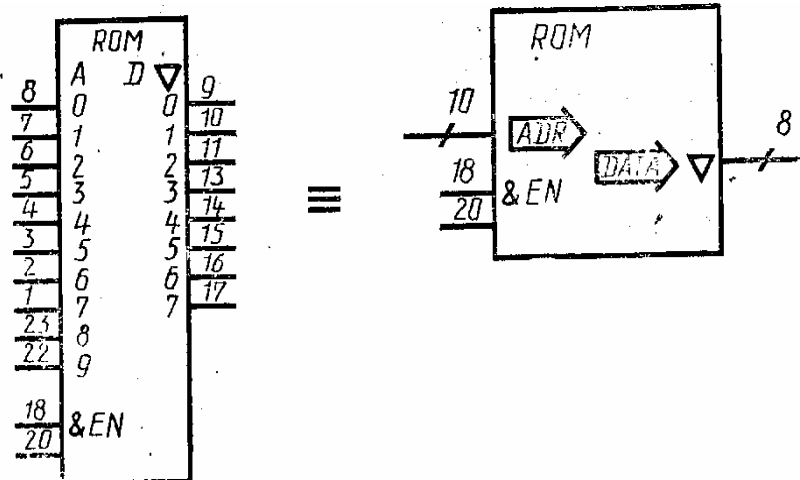 ROM
A D ▽
8 0 0 9
7 1 1 10
6 2 2 11
5 3 3 13
4 4 4 14
3 5 5 15
2 6 6 16
1 7 7 17
23 8
22 9
18 &EN
20
≡
ROM
10 ADR
DATA ▽ 8
18 &EN
20